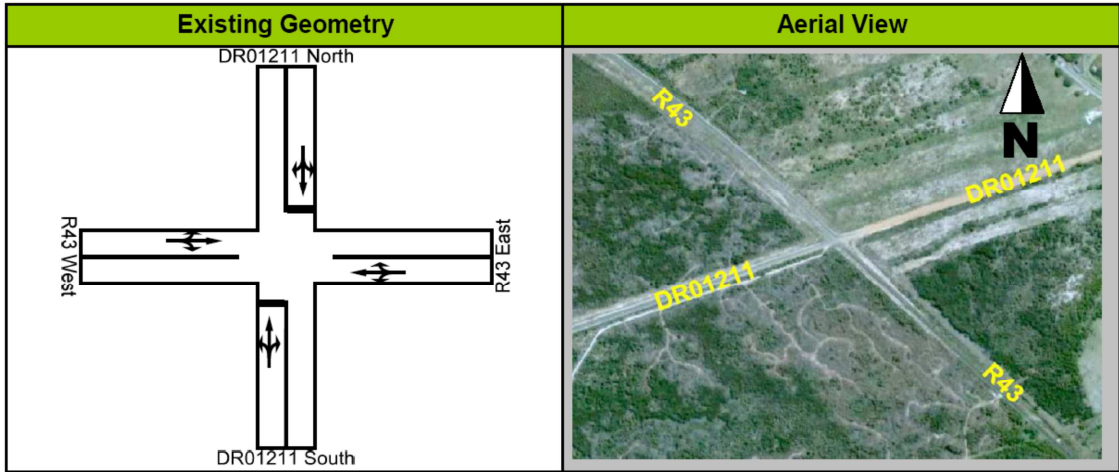 Existing Geometry
Aerial View
DR01211 North
R43 West
R43 East
DR01211 South
R43
N
DR01211
DR01211
R43